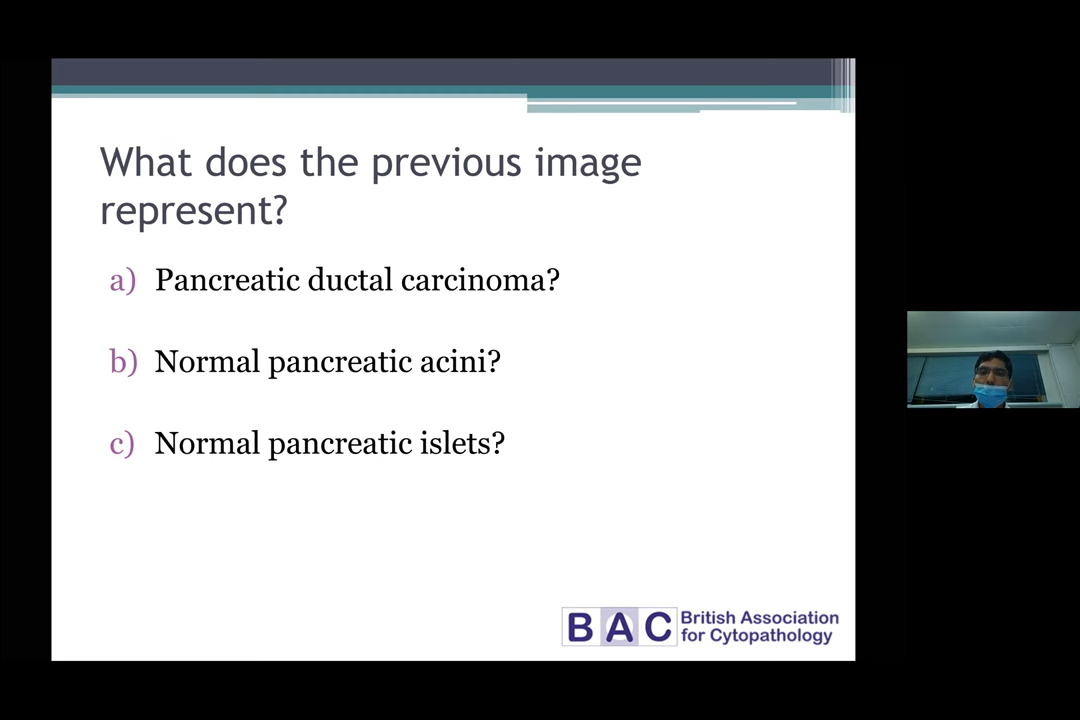 What does the previous image
represent?
a) Pancreatic ductal carcinoma?
b) Normal pancreatic acini?
c) Normal pancreatic islets?
BAC British Association
for Cytopathology